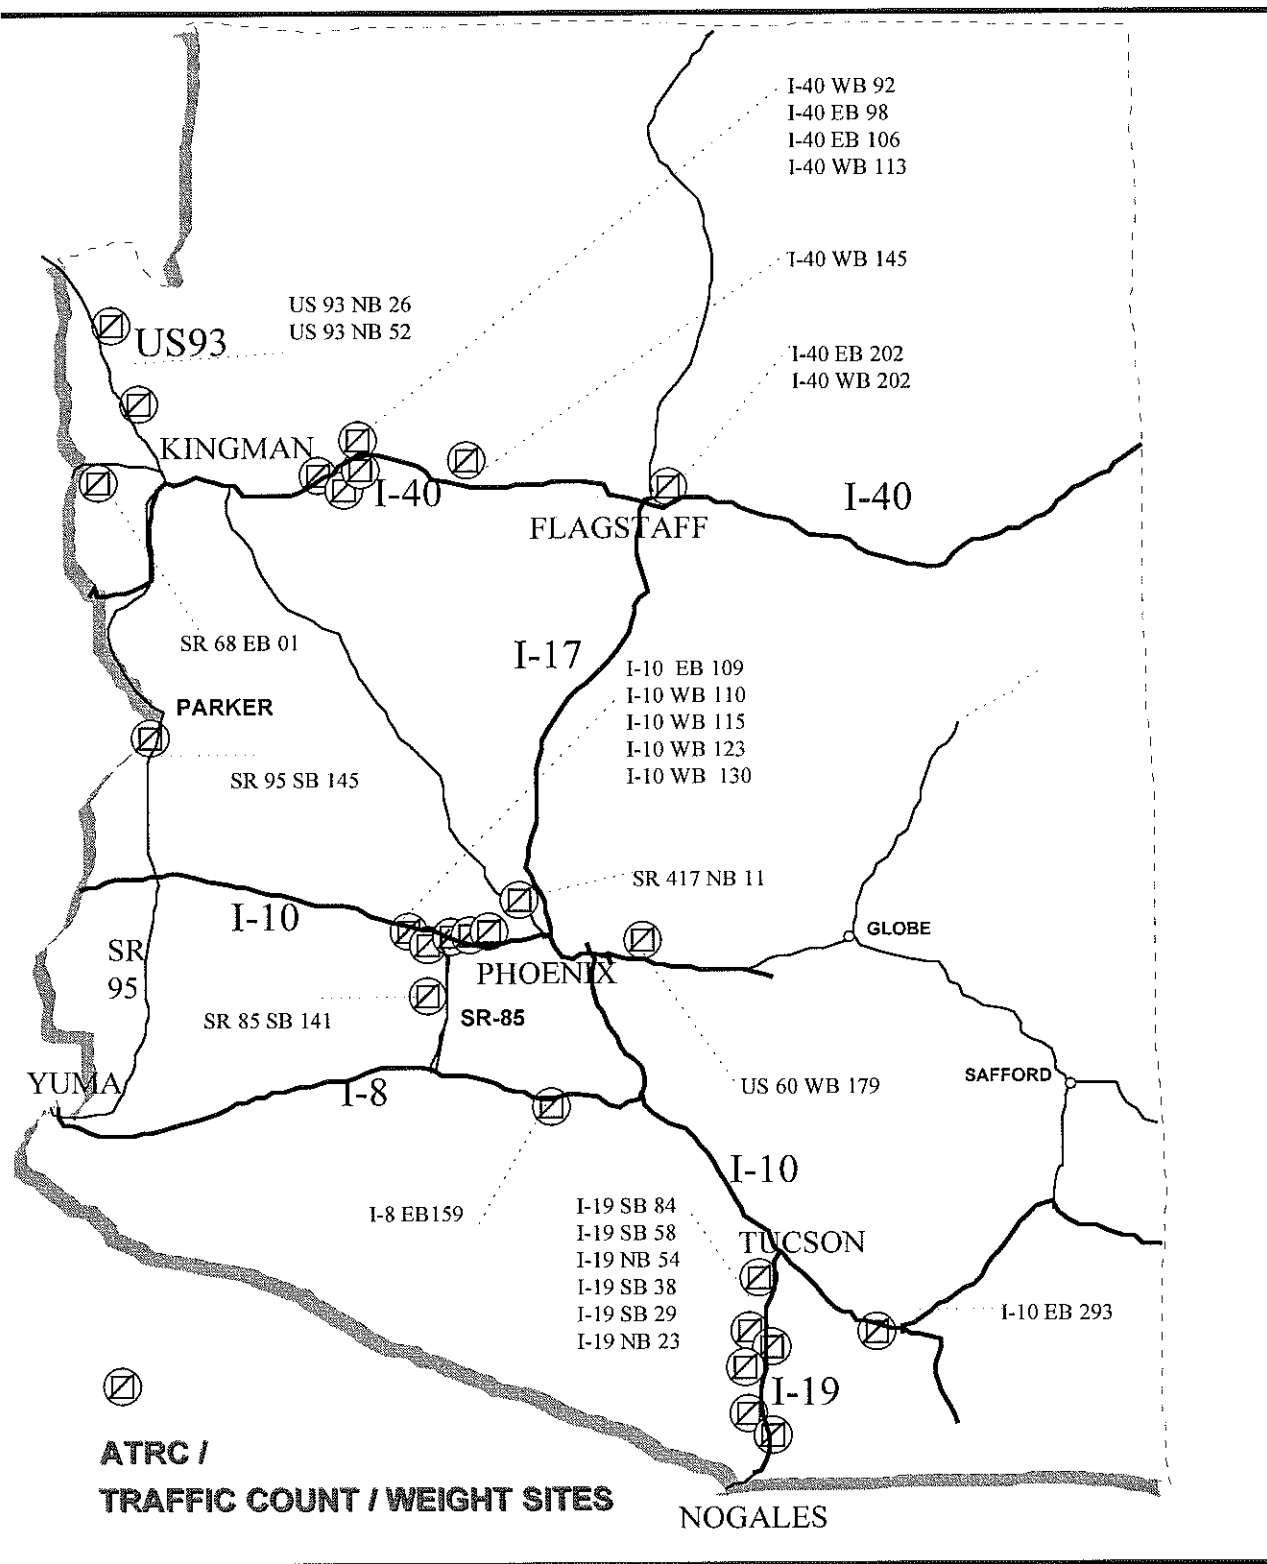 I-40 WB 92
I-40 EB 98
I-40 EB 106
I-40 WB 113
I-40 WB 145
US 93 NB 26
US 93 NB 52
US93
I-40 EB 202
I-40 WB 202
KINGMAN
I-40
I-40
FLAGSTAFF
SR 68 EB 01
I-17
I-10 EB 109
I-10 WB 110
I-10 WB 115
I-10 WB 123
I-10 WB 130
PARKER
SR 95 SB 145
SR 417 NB 11
I-10
GLOBE
SR
95
PHOENIX
SR 85 SB 141
SR-85
SAFFORD
YUMA
I-8
US 60 WB 179
I-10
I-8 EB159
I-19 SB 84
I-19 SB 58
I-19 NB 54
I-19 SB 38
I-19 SB 29
I-19 NB 23
TUCSON
I-10 EB 293
I-19
ATRC /
TRAFFIC COUNT / WEIGHT SITES
NOGALES